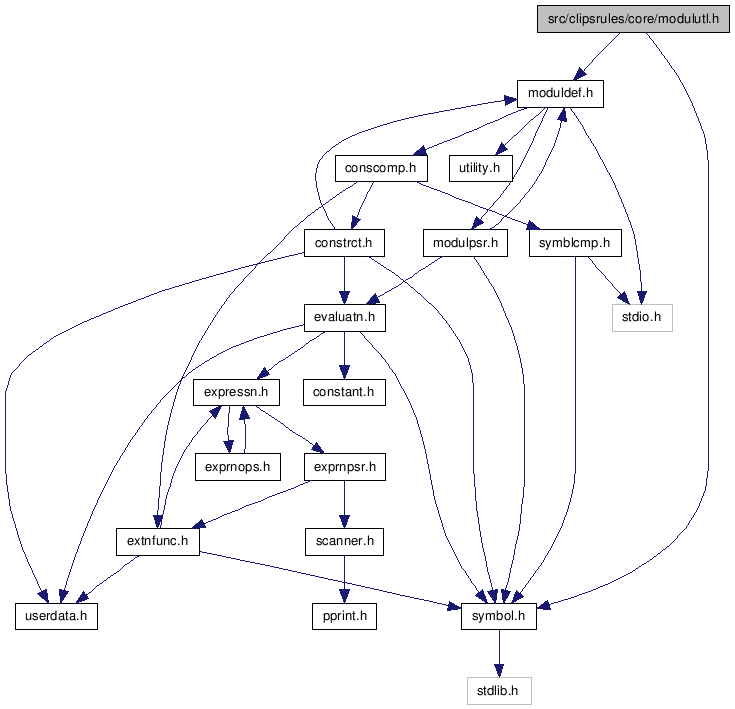 src/clipsrules/core/modulutl.h
moduldef.h
conscomp.h
utility.h
constrct.h
modulpsr.h
symblcmp.h
evaluatn.h
stdio.h
expressn.h
constant.h
exprnops.h
exprnpsr.h
extnfunc.h
scanner.h
userdata.h
pprint.h
symbol.h
stdlib.h